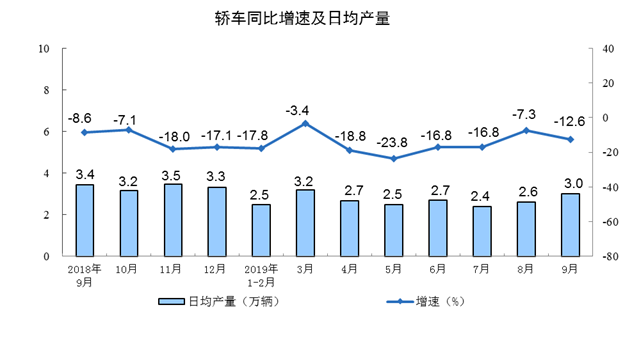 轿车同比增速及日均产量
10
8
6
4
2
0
40
20
0
-20
-40
-60
-80
-8.6
-7.1
-18.0
-17.1
-17.8
-3.4
-18.8
-23.8
-16.8
-16.8
-7.3
-12.6
3.4
3.2
3.5
3.3
2.5
3.2
2.7
2.5
2.7
2.4
2.6
3.0
2018年
9月
10月
11月
12月
2019年
1-2月
3月
4月
5月
6月
7月
8月
9月
日均产量（万辆）
增速（%）